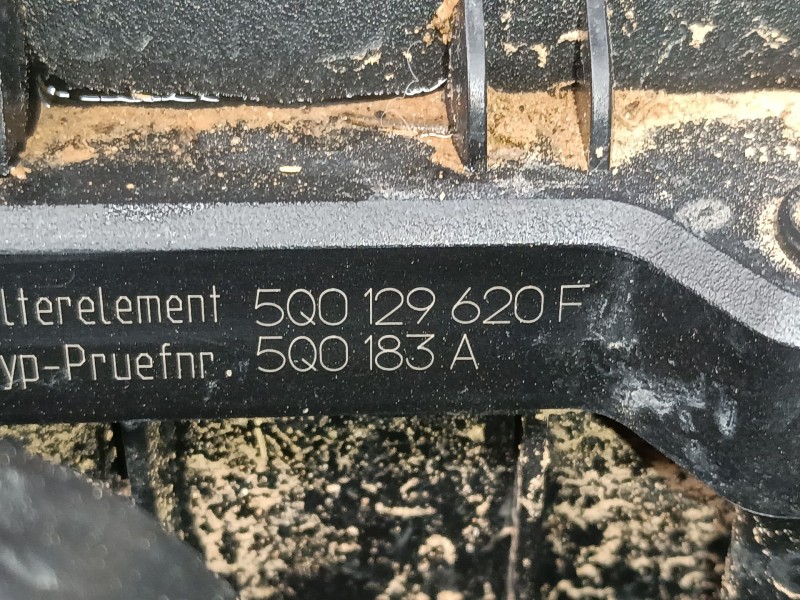 lterelement 5Q0 129 620 F
yp-Pruefnr. 5Q0 183 A